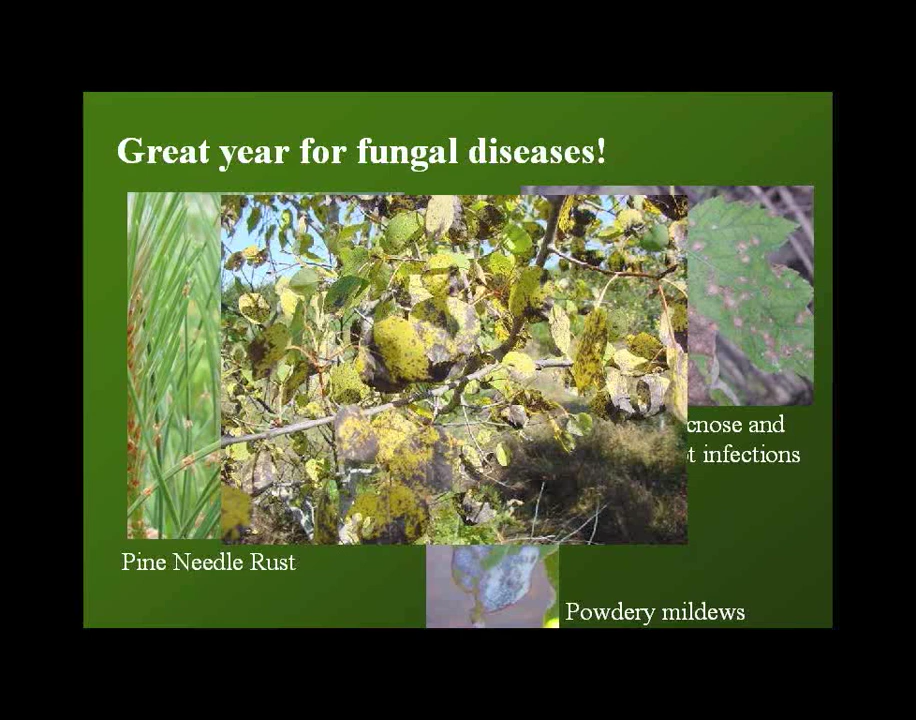 Great year for fungal diseases!
cnose and
t infections
Pine Needle Rust
Powdery mildews